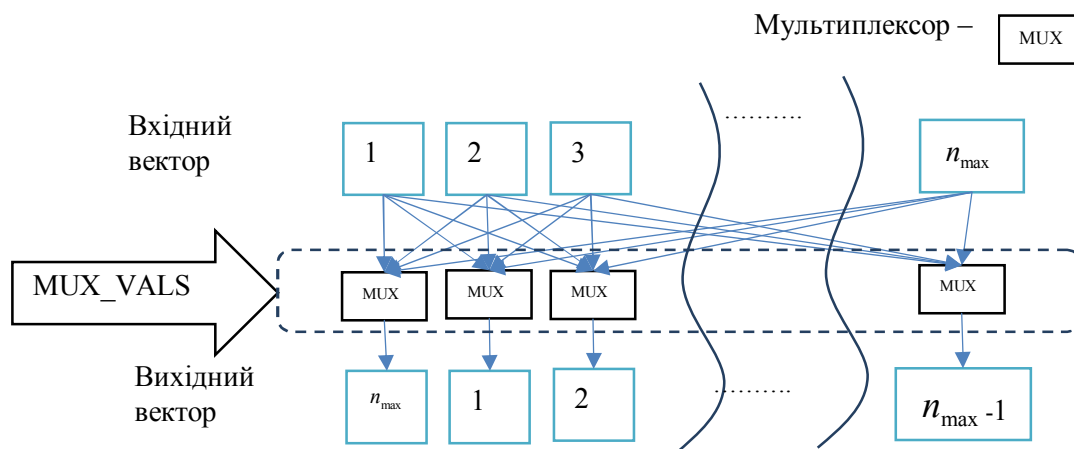 Мультиплексор – MUX
Вхідний
вектор
..........
1 2 3 nmax
MUX_VALS
MUX MUX MUX MUX
Вихідний
вектор
nmax 1 2 nmax -1
..........